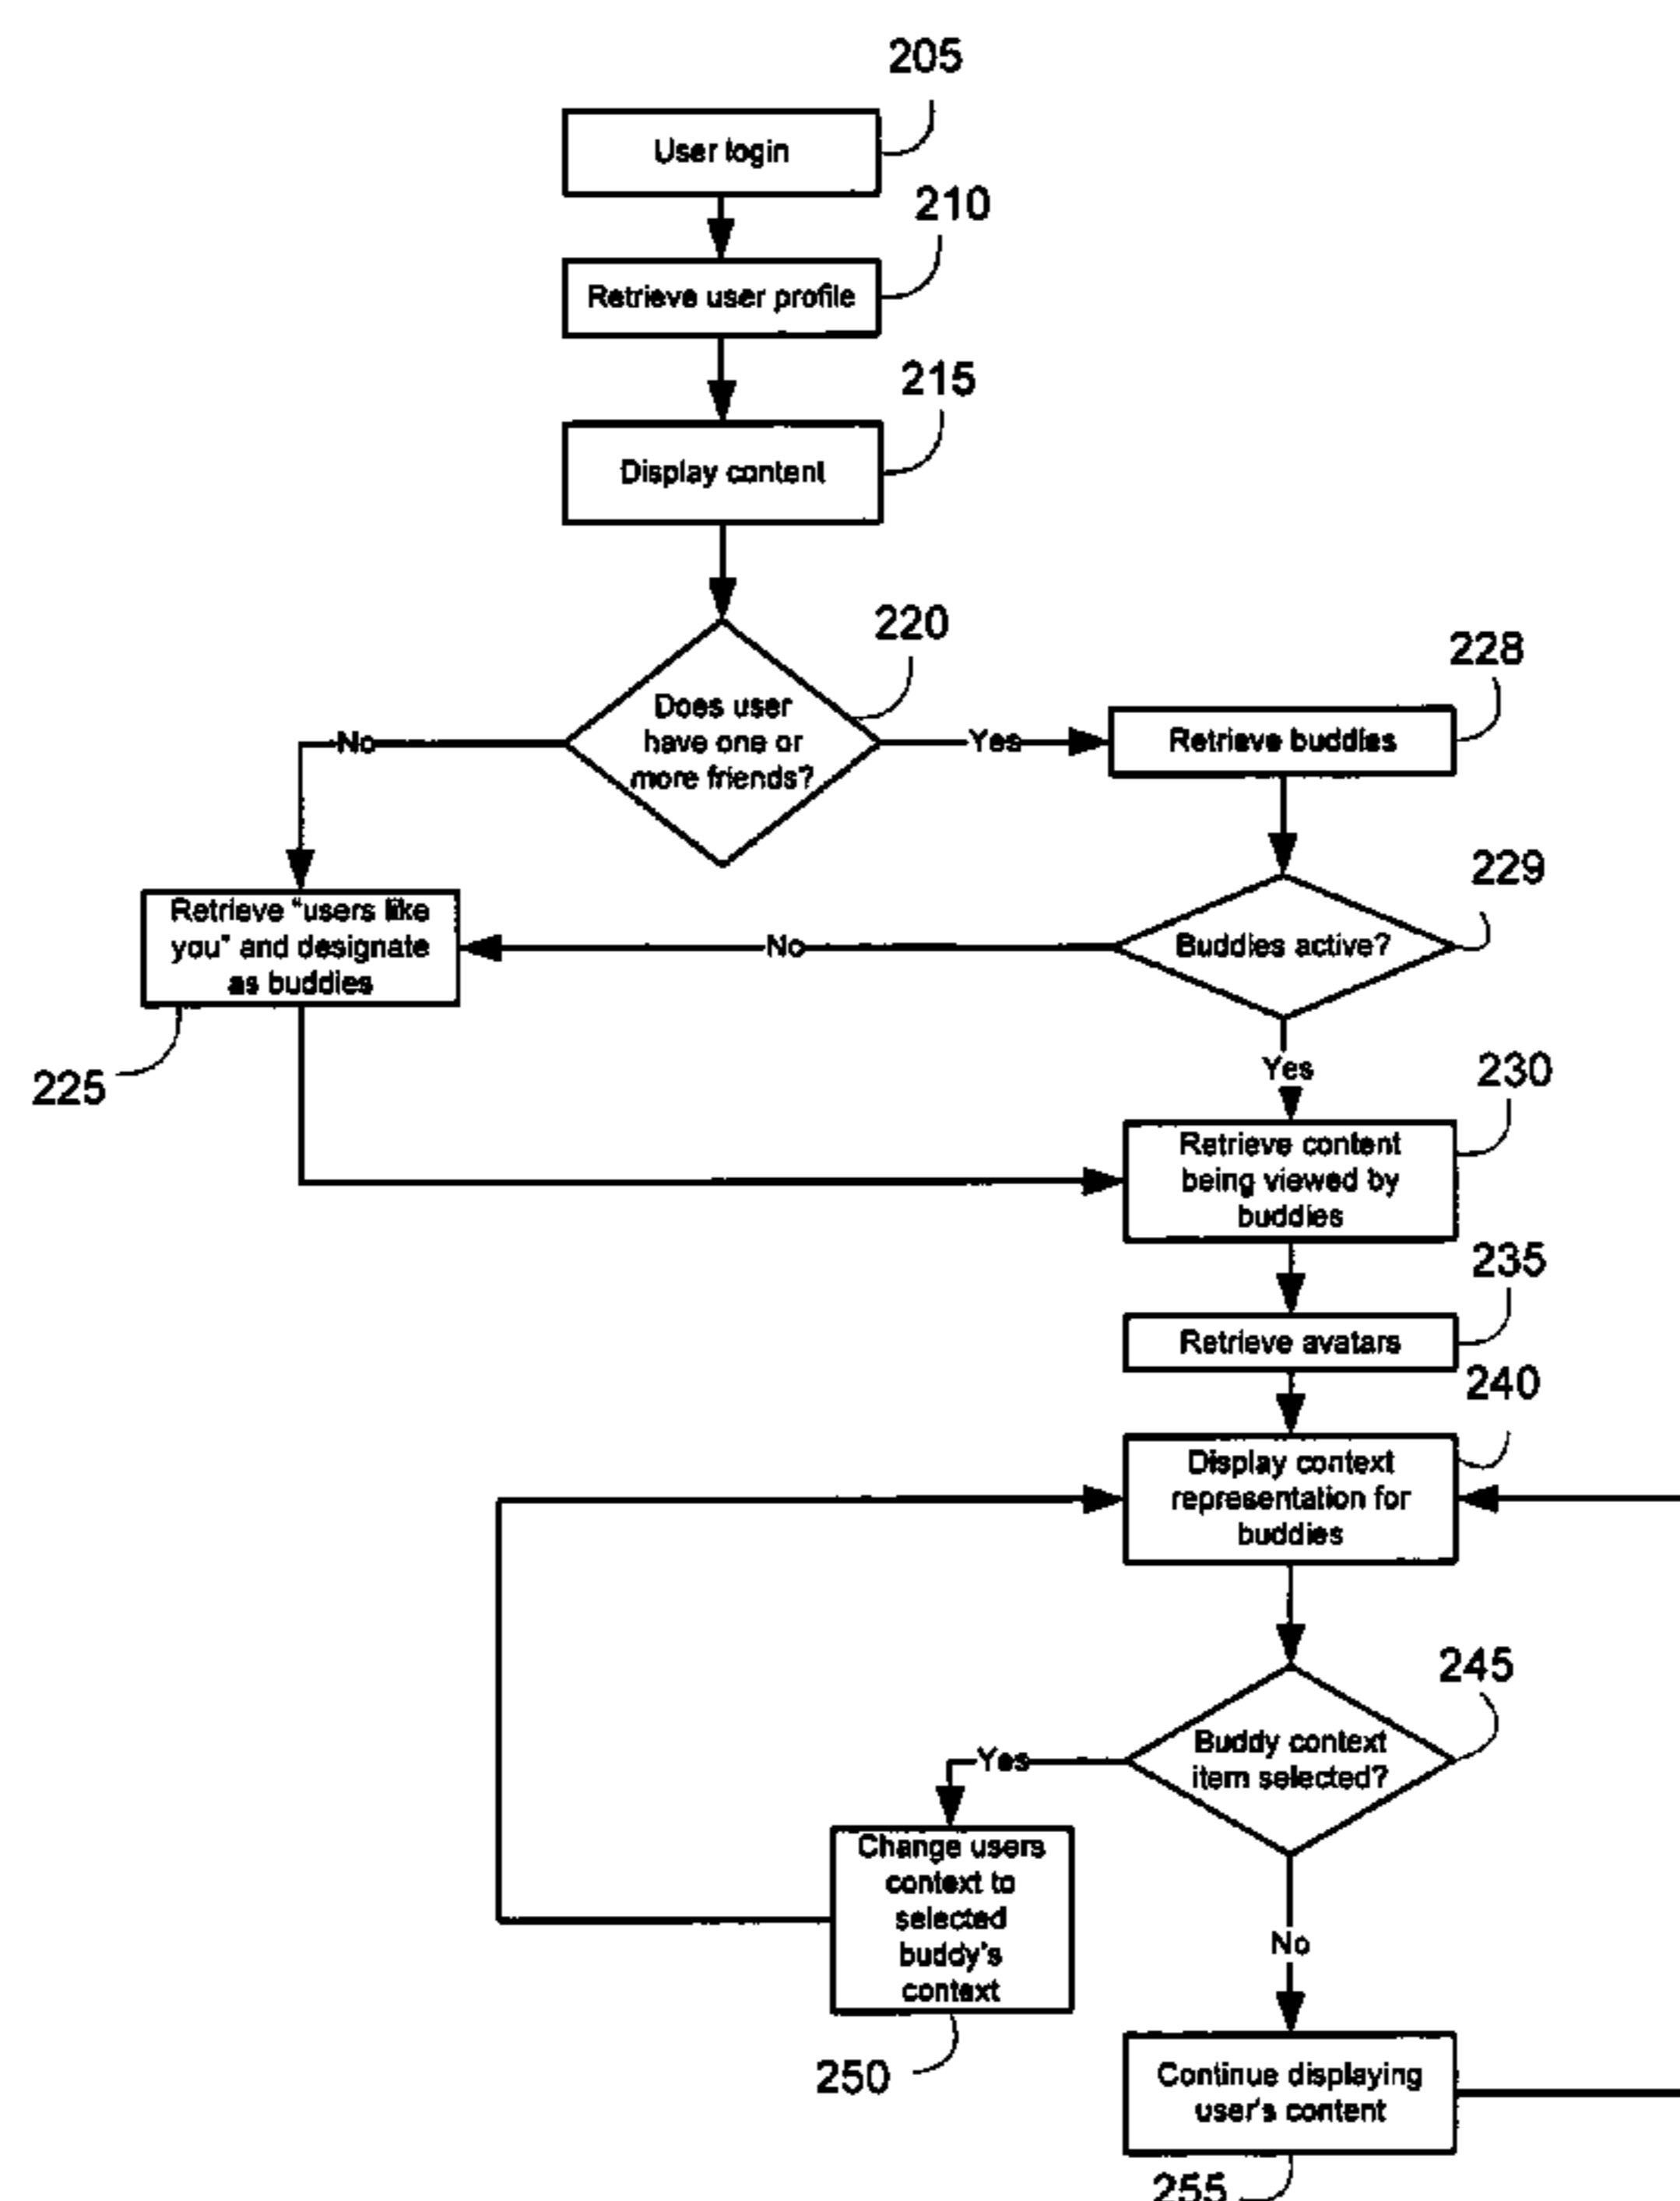 205
User login
210
Retrieve user profile
215
Display content
220
Does user
have one or
more friends?
No
Yes
228
Retrieve buddies
229
Buddies active?
No
Retrieve "users like
you" and designate
as buddies
225
Yes
230
Retrieve content
being viewed by
buddies
235
Retrieve avatars
240
Display context
representation for
buddies
245
Buddy context
item selected?
Yes
Change users
context to
selected
buddy's
context
250
No
Continue displaying
user's content
255